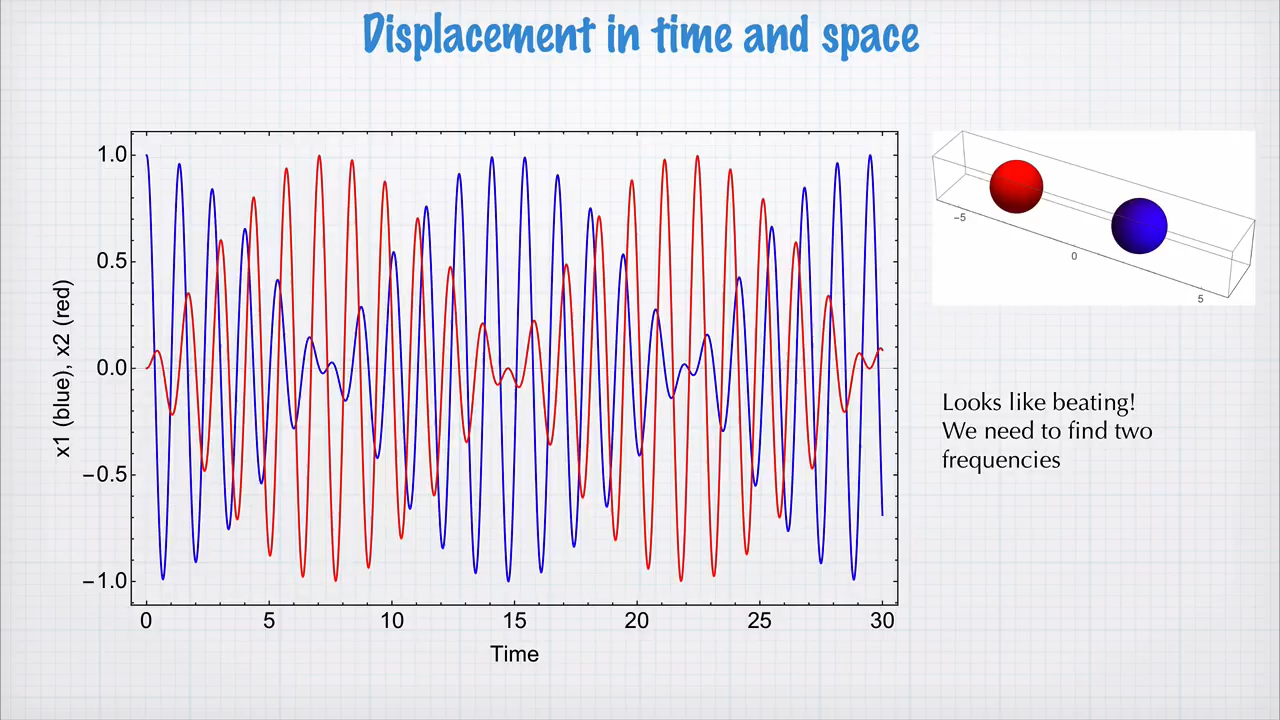 Displacement in time and space
1.0
0.5
0.0
−0.5
−1.0
x1 (blue), x2 (red)
0 5 10 15 20 25 30
Time
−5
0
5
Looks like beating!
We need to find two
frequencies